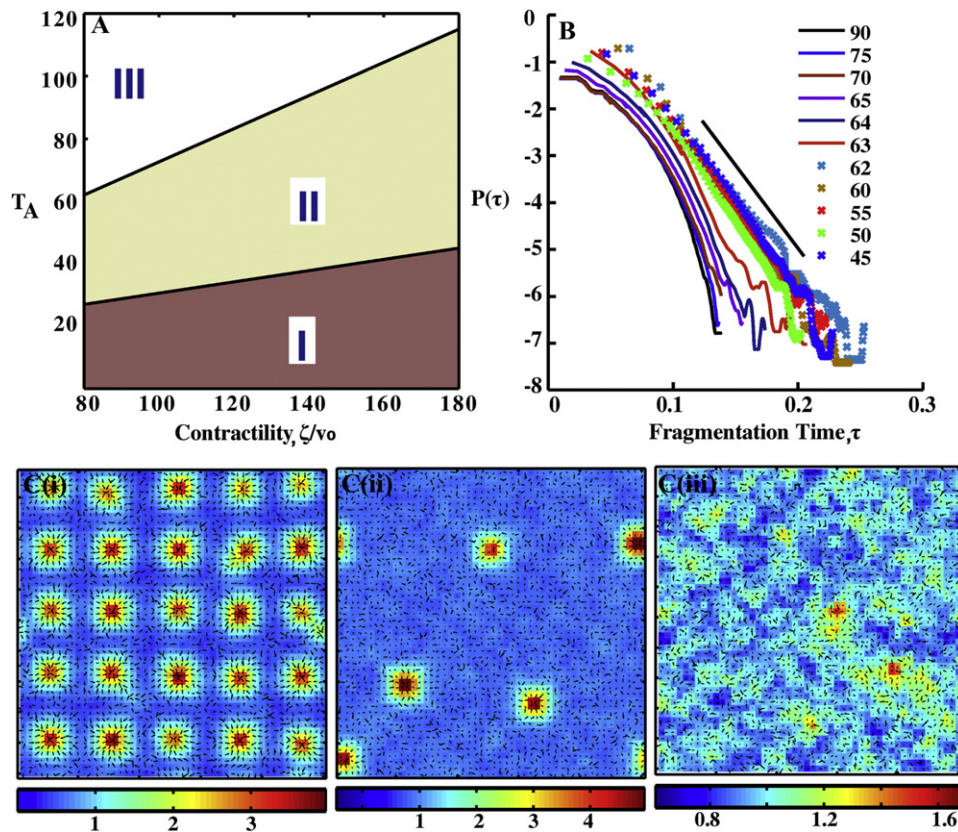 A
120
100
80
60
40
20
T_A
III
II
I
80 100 120 140 160 180
Contractility, ζ/v₀
B
0
-1
-2
-3
-4
-5
-6
-7
-8
P(τ)
90
75
70
65
64
63
62
60
55
50
45
0 0.1 0.2 0.3
Fragmentation Time,τ
C(i)
1 2 3
C(ii)
1 2 3 4
C(iii)
0.8 1.2 1.6